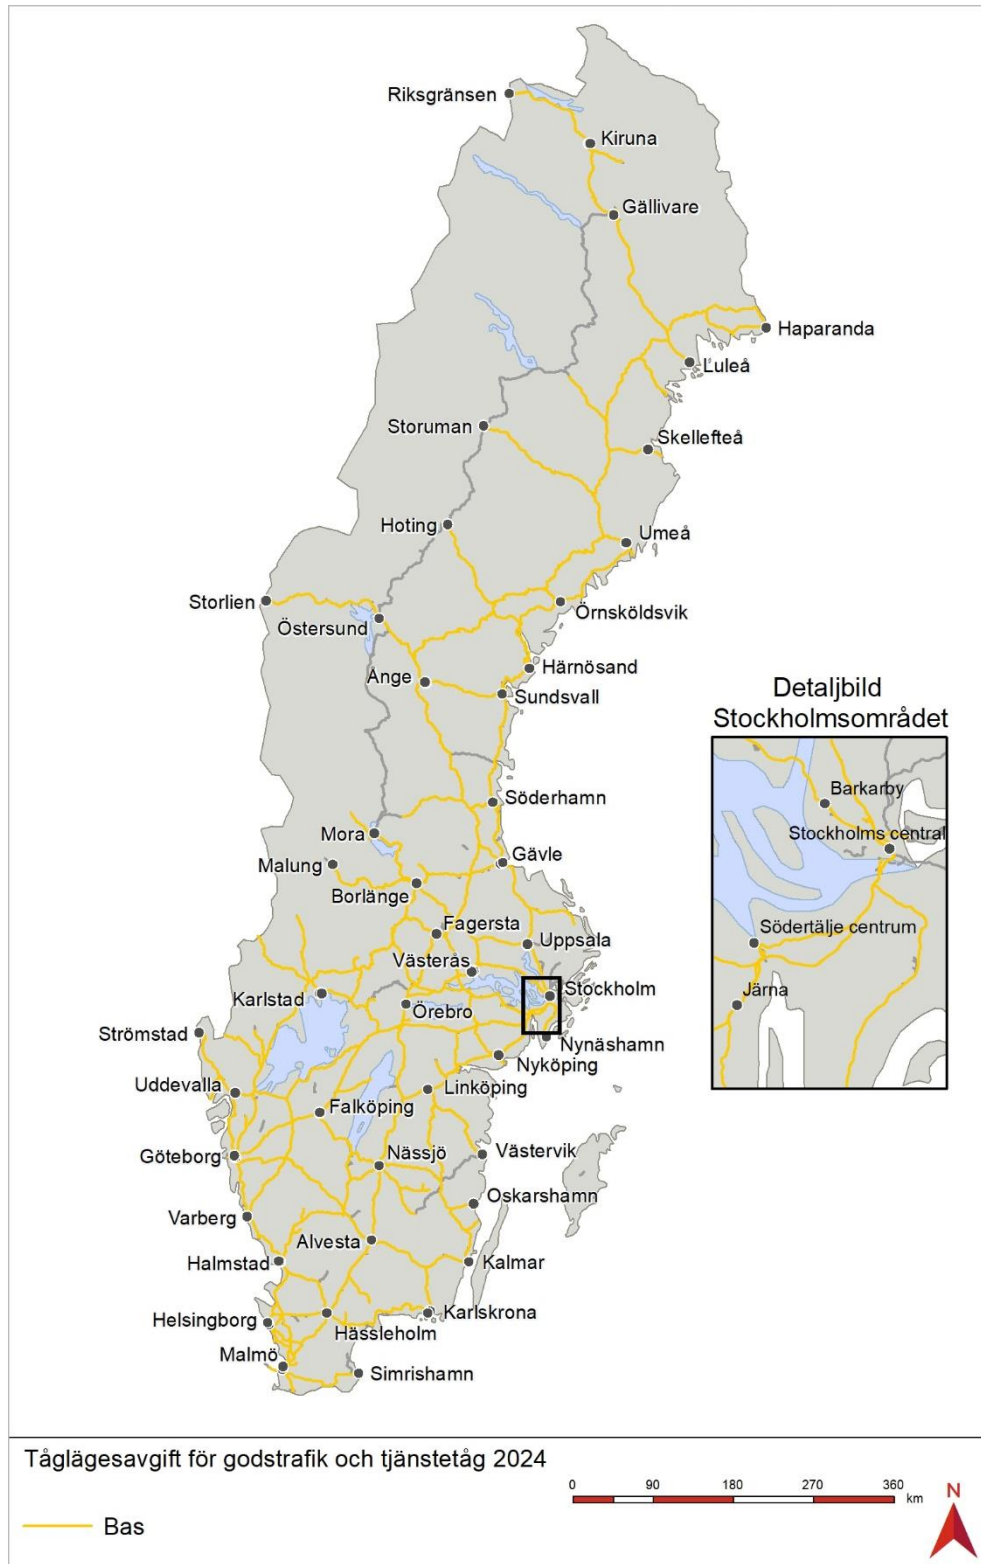 Riksgränsen
Kiruna
Gällivare
Haparanda
Luleå
Storuman
Skellefteå
Hoting
Umeå
Storlien
Östersund
Örnsköldsvik
Ånge
Härnösand
Sundsvall
Detaljbild
Stockholmsområdet
Barkarby
Stockholms central
Södertälje centrum
Järna
Söderhamn
Mora
Malung
Gävle
Borlänge
Fagersta
Uppsala
Västerås
Stockholm
Karlstad
Örebro
Strömstad
Nynäshamn
Nyköping
Uddevalla
Linköping
Falköping
Göteborg
Nässjö
Västervik
Oskarshamn
Varberg
Alvesta
Halmstad
Kalmar
Helsingborg
Karlskrona
Hässleholm
Malmö
Simrishamn
Tåglägesavgift för godstrafik och tjänstetåg 2024
0 90 180 270 360
km
N
Bas